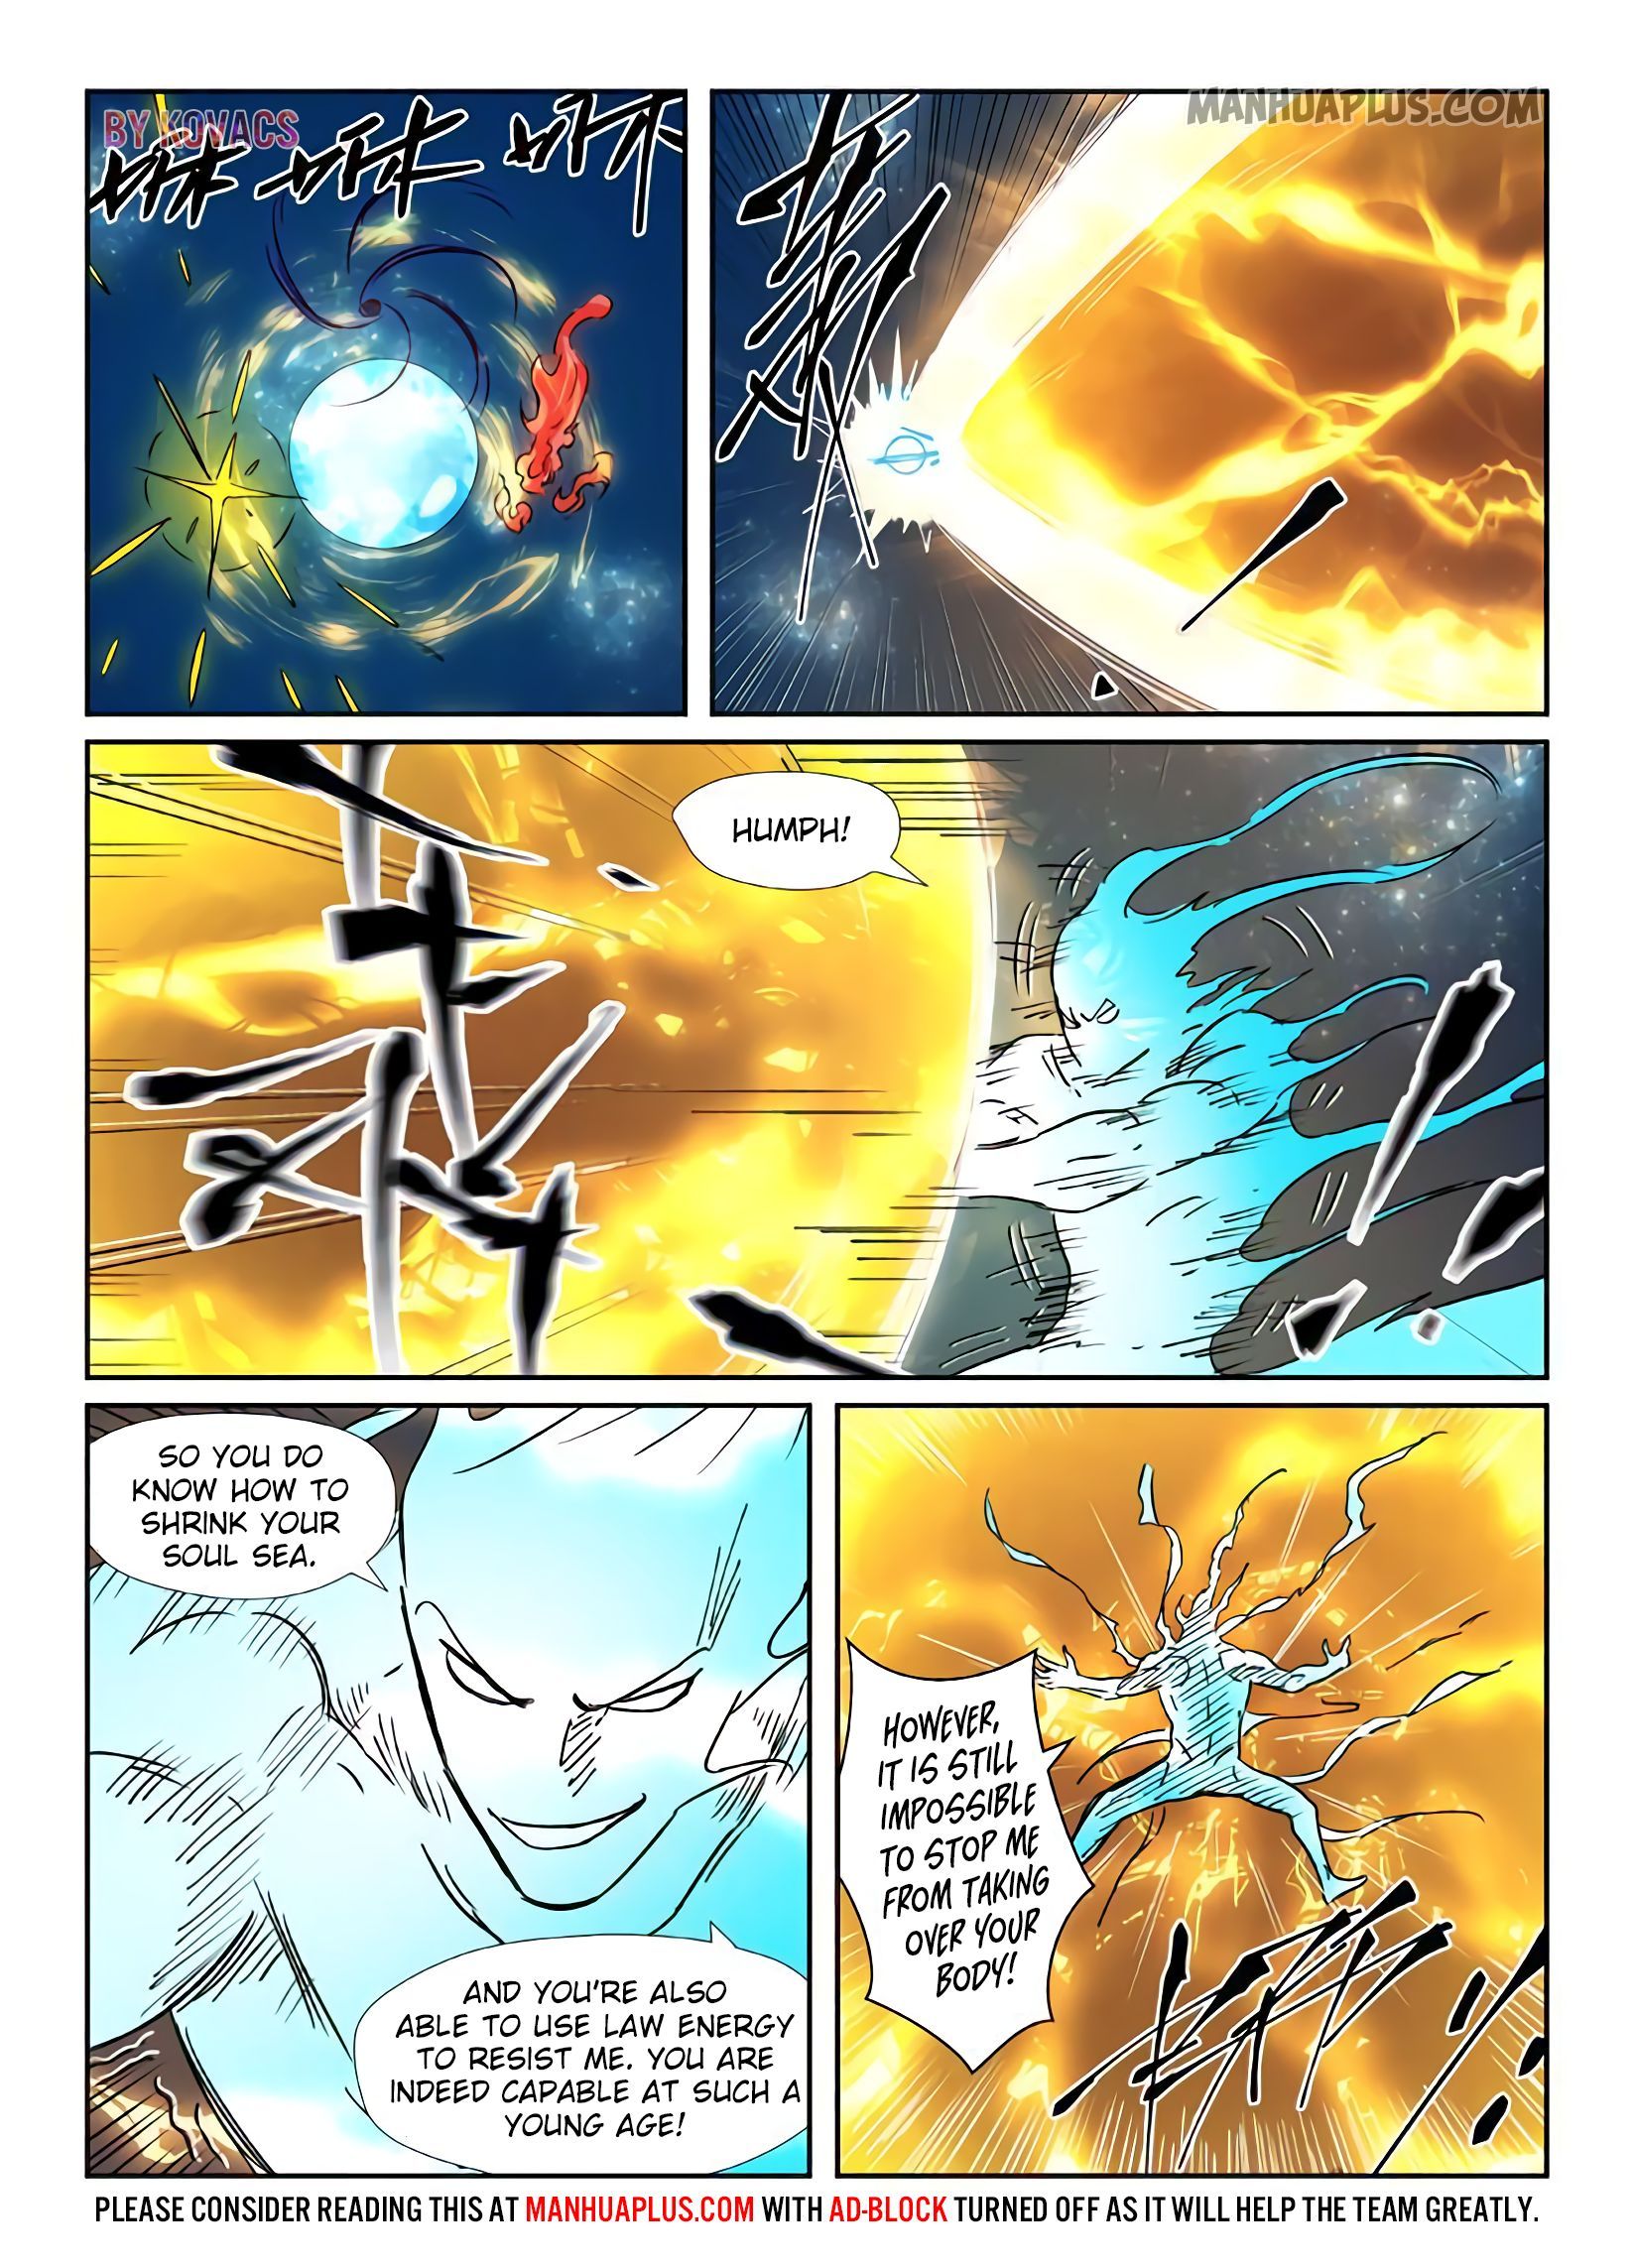 BY KOVACS
MANHUAPLUS.COM
咻 咻 咻
HUMPH!
SO YOU DO
KNOW HOW TO
SHRINK YOUR
SOUL SEA.
AND YOU'RE ALSO
ABLE TO USE LAW ENERGY
TO RESIST ME. YOU ARE
INDEED CAPABLE AT SUCH A
YOUNG AGE!
HOWEVER,
IT IS STILL
IMPOSSIBLE
TO STOP ME
FROM TAKING
OVER YOUR
BODY!
PLEASE CONSIDER READING THIS AT MANHUAPLUS.COM WITH AD-BLOCK TURNED OFF AS IT WILL HELP THE TEAM GREATLY.